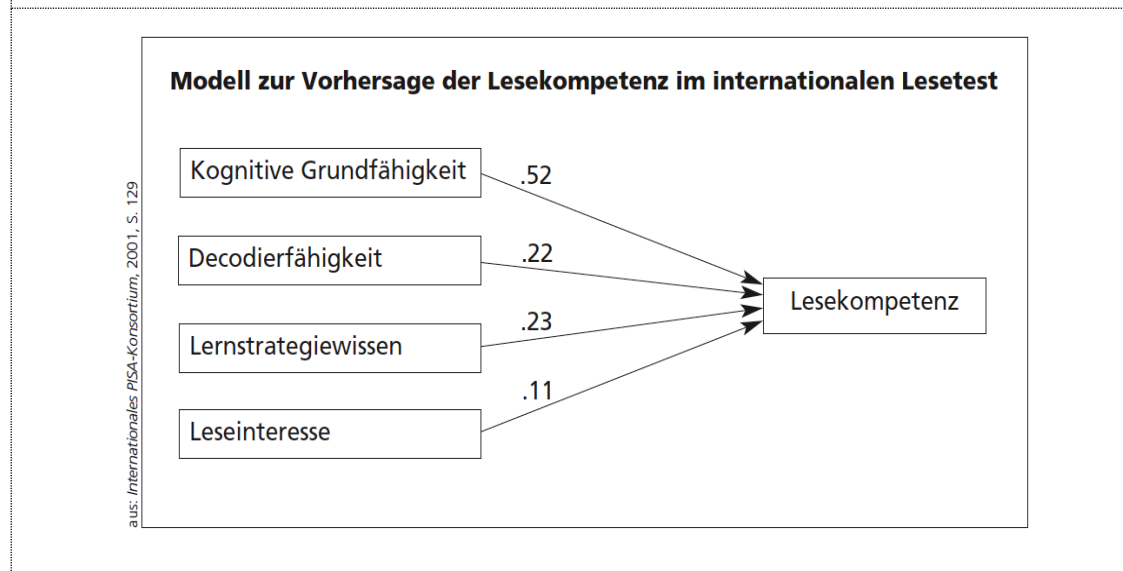 Modell zur Vorhersage der Lesekompetenz im internationalen Lesetest
Kognitive Grundfähigkeit
.52
Decodierfähigkeit
.22
Lesekompetenz
.23
Lernstrategiewissen
.11
Leseinteresse
aus: Internationales PISA-Konsortium, 2001, S. 129